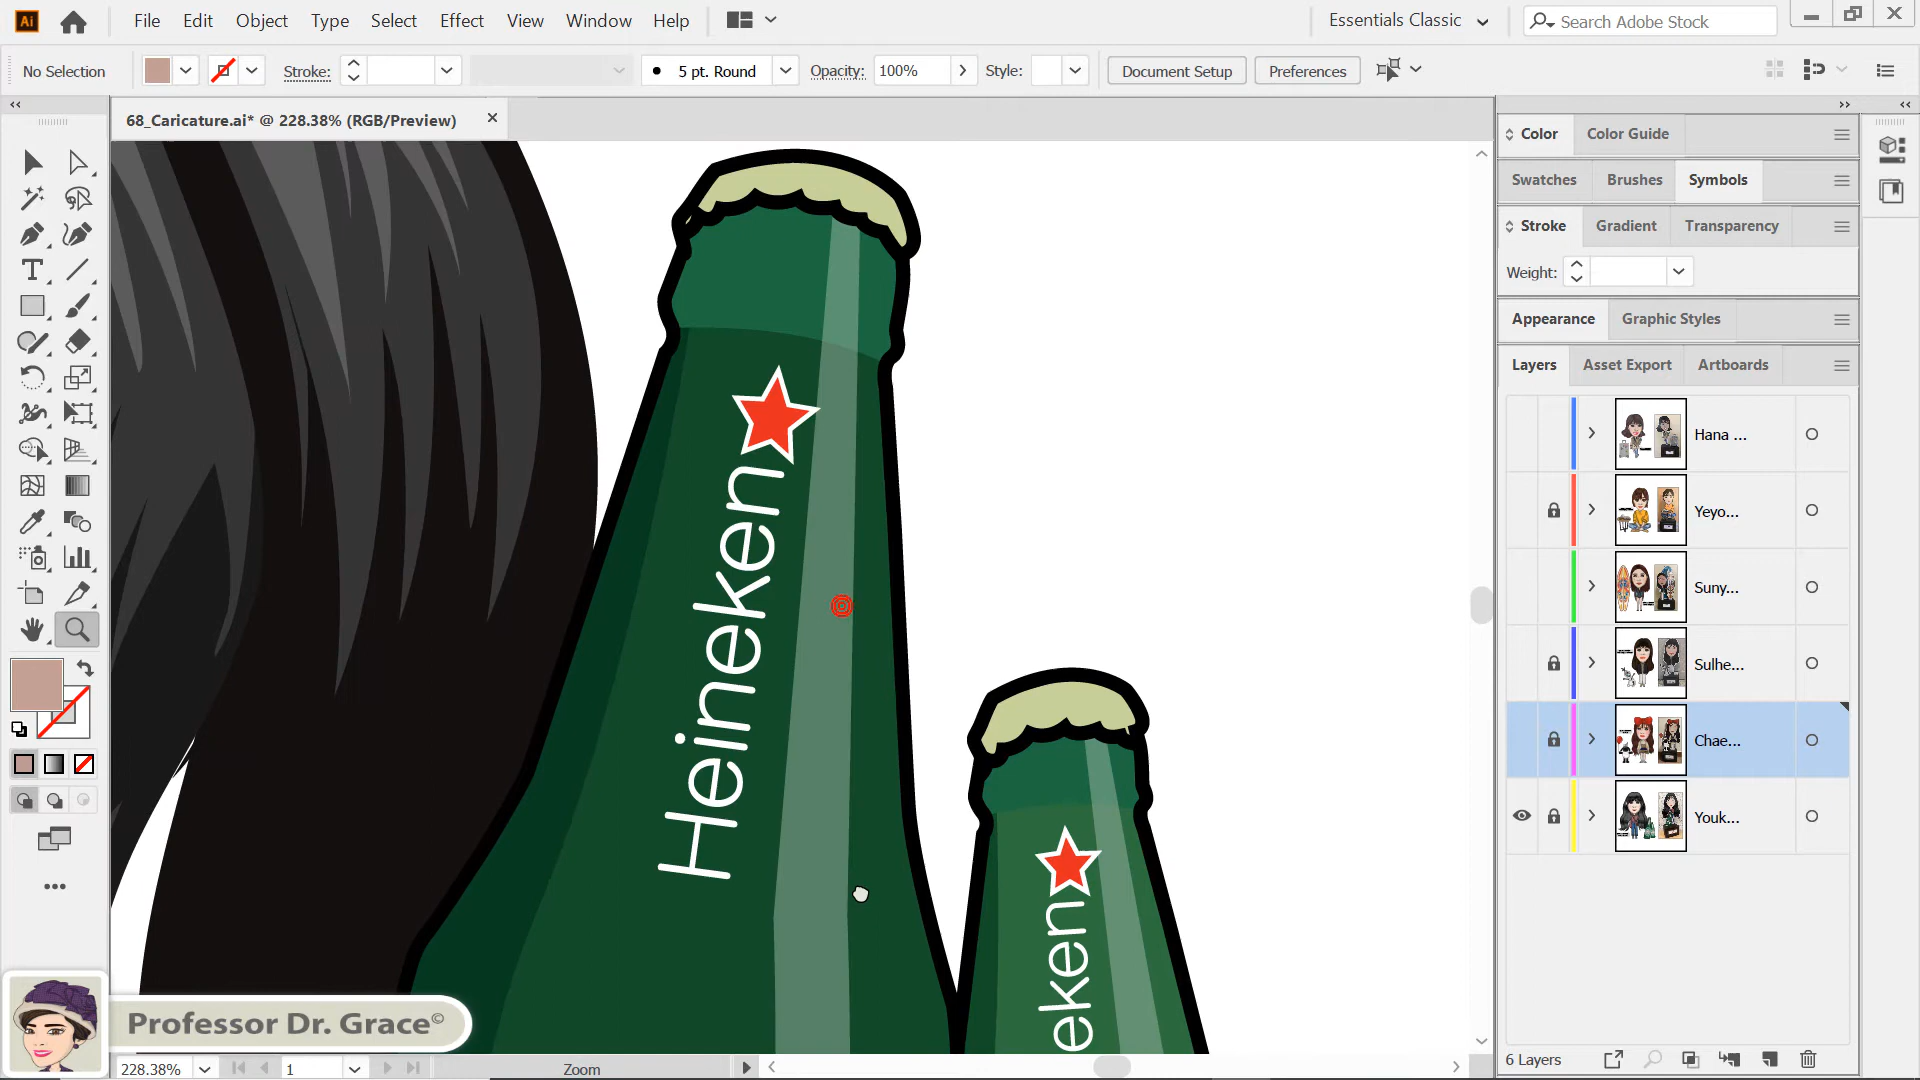 Ai File Edit Object Type Select Effect View Window Help Essentials Classic Search Adobe Stock
No Selection Stroke: 5 pt. Round Opacity: 100% Style: Document Setup Preferences
68_Caricature.ai* @ 228.38% (RGB/Preview)
Color Color Guide
Swatches Brushes Symbols
Stroke Gradient Transparency
Weight:
Appearance Graphic Styles
Layers Asset Export Artboards
Hana ...
Yeyo...
Suny...
Sulhe...
Chae...
Youk...
Heineken
eken
Professor Dr. Grace©
228.38% 1 Zoom
6 Layers